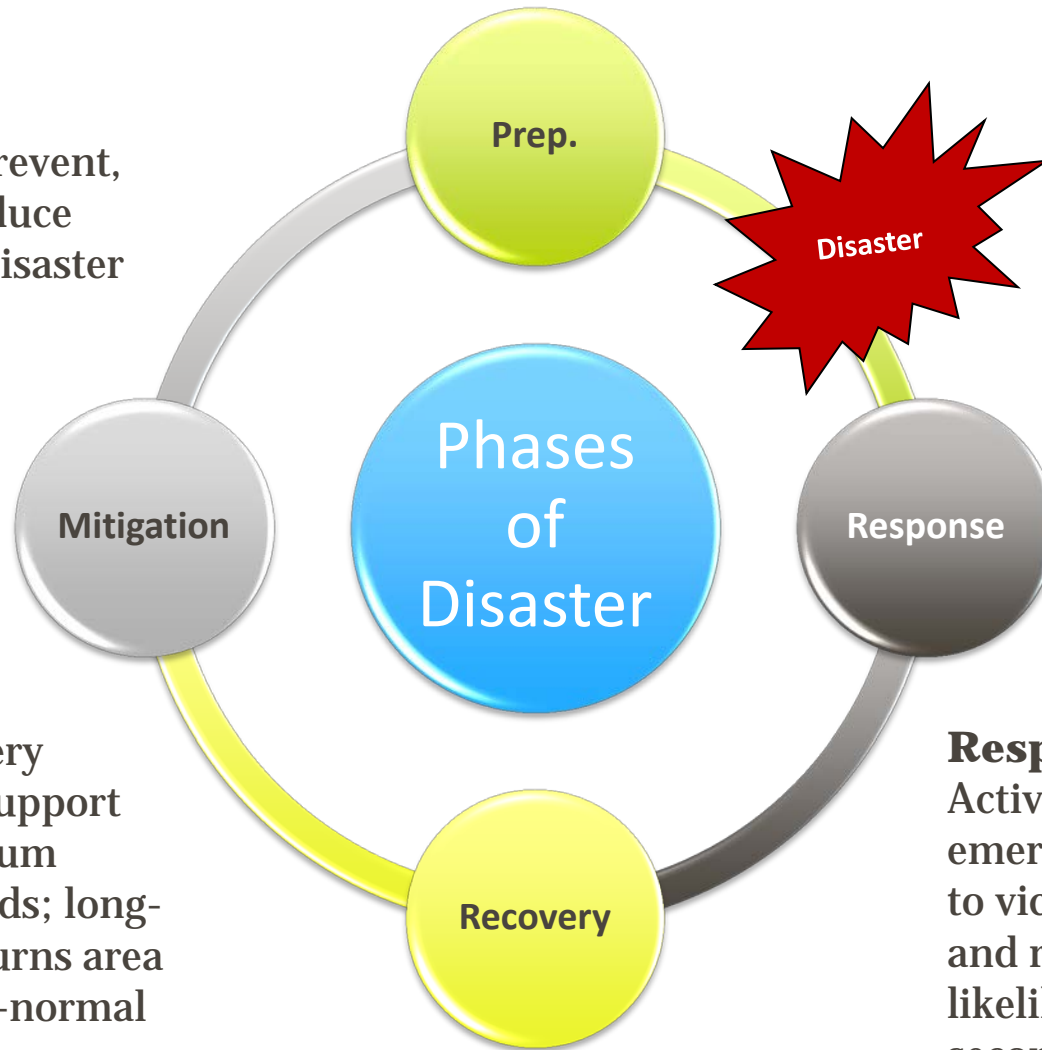 Prep.
revent,
luce
isaster
Disaster
Phases
of
Disaster
Mitigation
Response
ery
upport
um
ds; long-
urns area
-normal
Recovery
Resp
Activ
emer
to vic
and r
likelil